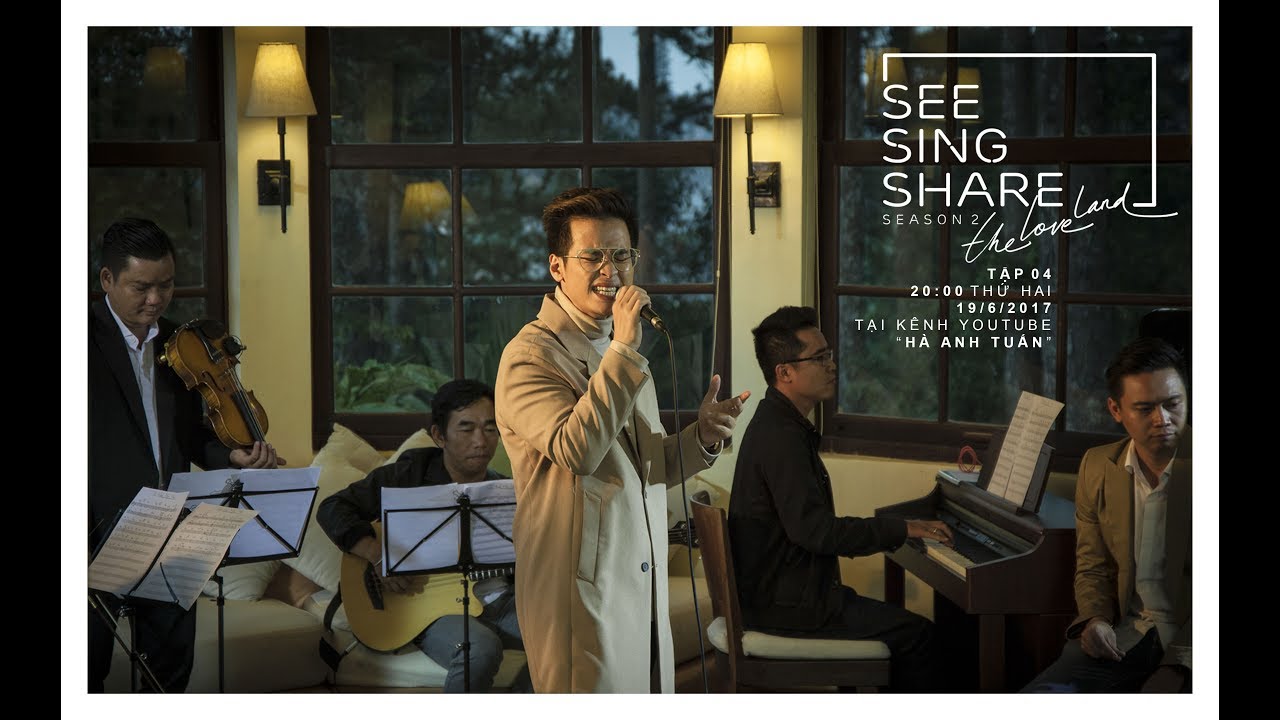 SEE
SING
SHARE
SEASON 2
the love land
TẬP 04
20:00 THỨ HAI
19/6/2017
TẠI KÊNH YOUTUBE
“HÀ ANH TUẤN”